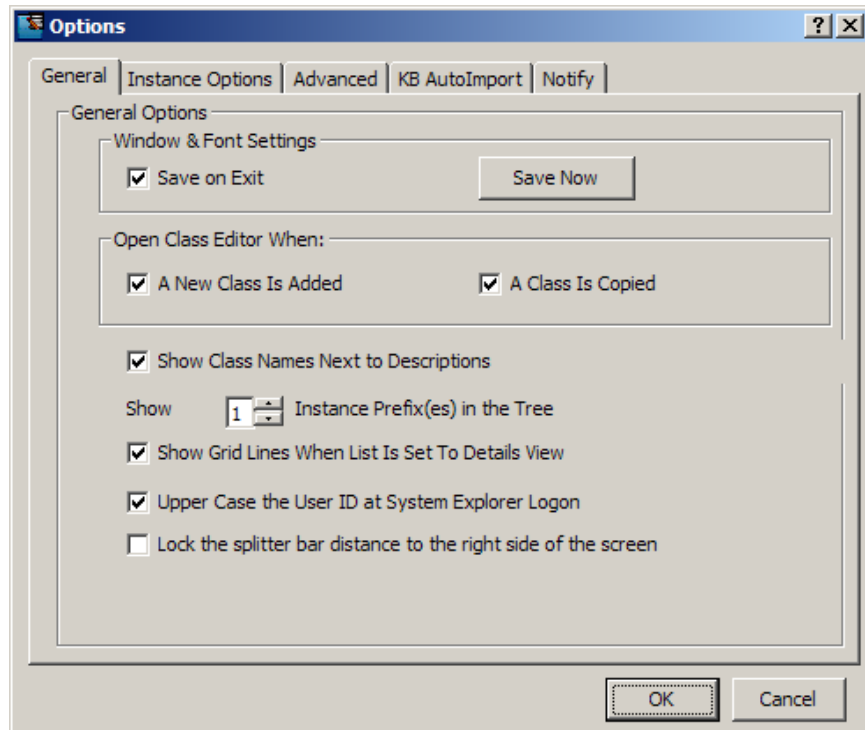 Options
General Instance Options Advanced KB AutoImport Notify
General Options
Window & Font Settings
Save on Exit Save Now
Open Class Editor When:
A New Class Is Added A Class Is Copied
Show Class Names Next to Descriptions
Show 1 Instance Prefix(es) in the Tree
Show Grid Lines When List Is Set To Details View
Upper Case the User ID at System Explorer Logon
Lock the splitter bar distance to the right side of the screen
OK Cancel